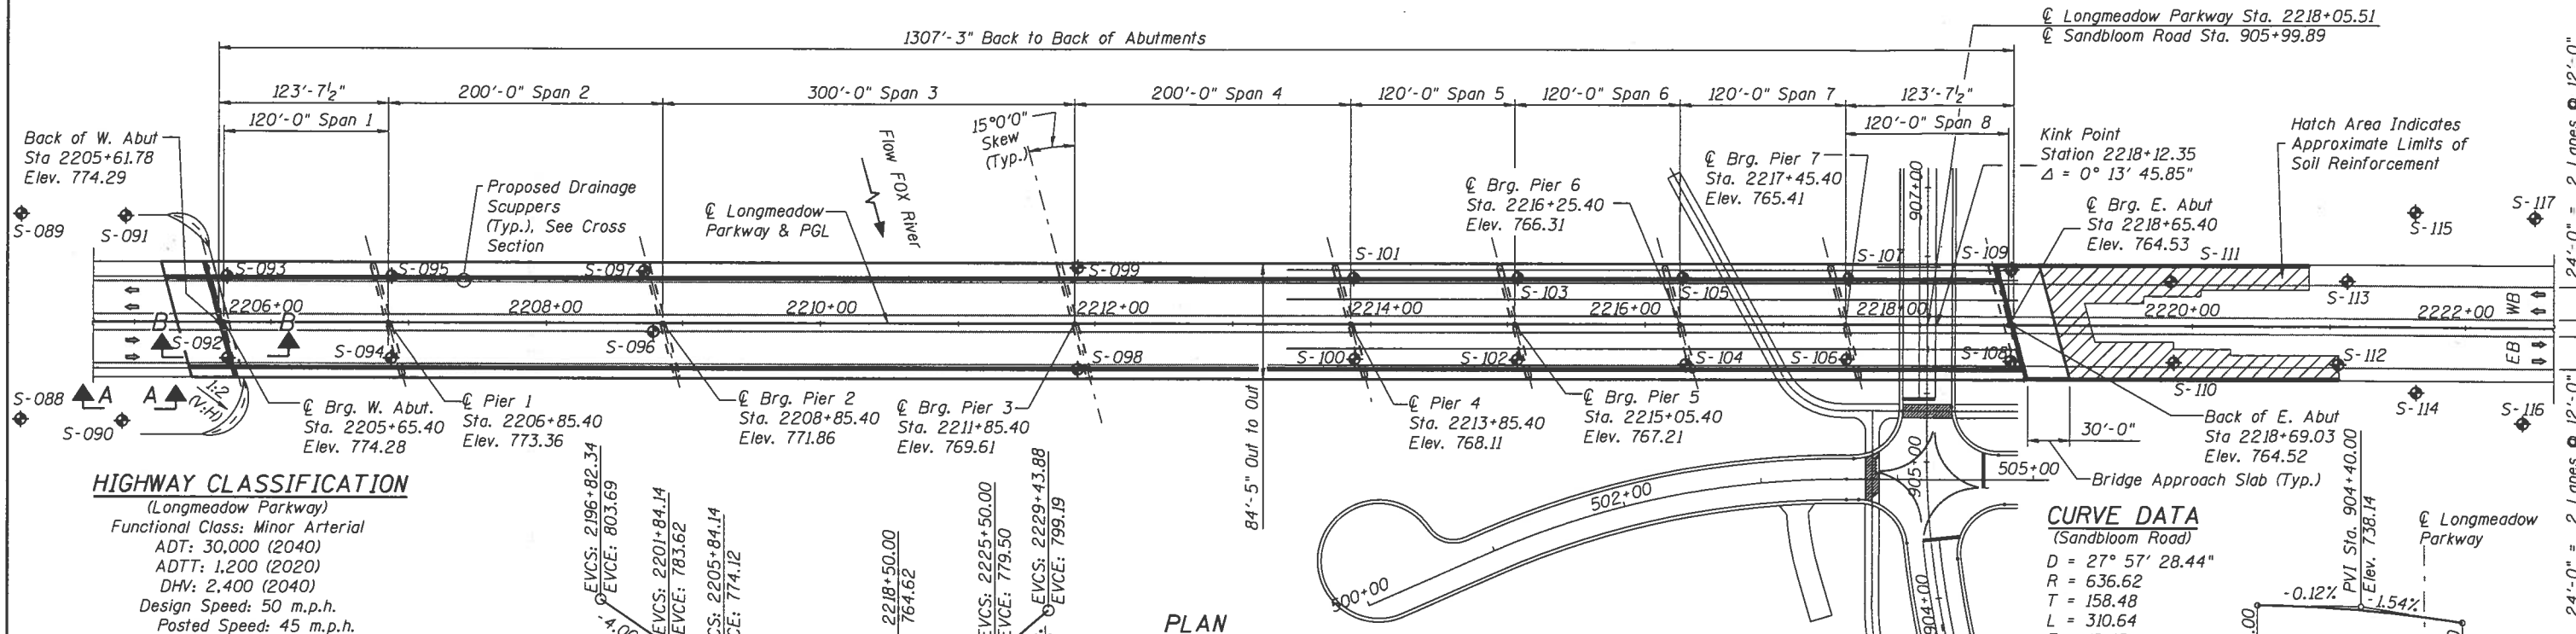 ℄ Longmeadow Parkway Sta. 2218+05.51
℄ Sandbloom Road Sta. 905+99.89
1307'-3" Back to Back of Abutments
123'-7½"
200'-0" Span 2
300'-0" Span 3
200'-0" Span 4
120'-0" Span 5
120'-0" Span 6
120'-0" Span 7
123'-7½"
120'-0" Span 1
120'-0" Span 8
Back of W. Abut
Sta 2205+61.78
Elev. 774.29
Proposed Drainage
Scuppers
(Typ.), See Cross
Section
℄ Longmeadow
Parkway & PGL
Flow FOX River
15°0'0"
Skew
(Typ.)
℄ Brg. Pier 6
Sta. 2216+25.40
Elev. 766.31
℄ Brg. Pier 7
Sta. 2217+45.40
Elev. 765.41
907+00
Kink Point
Station 2218+12.35
Δ = 0° 13' 45.85"
℄ Brg. E. Abut
Sta 2218+65.40
Elev. 764.53
Hatch Area Indicates
Approximate Limits of
Soil Reinforcement
S-089
S-091
S-093
S-095
S-097
S-099
S-101
S-103
S-105
S-107
S-109
S-111
S-113
S-115
S-117
2206+00
2208+00
2210+00
2212+00
2214+00
2216+00
2218+00
2220+00
2222+00
WB
EB
B
B
S-092
S-094
S-096
S-098
S-100
S-102
S-104
S-106
S-108
S-110
S-112
S-114
S-116
S-088
A
A
S-090
1:2
(V:H)
℄ Brg. W. Abut.
Sta. 2205+65.40
Elev. 774.28
℄ Pier 1
Sta. 2206+85.40
Elev. 773.36
℄ Brg. Pier 2
Sta. 2208+85.40
Elev. 771.86
℄ Brg. Pier 3
Sta. 2211+85.40
Elev. 769.61
84'-5" Out to Out
℄ Pier 4
Sta. 2213+85.40
Elev. 768.11
℄ Brg. Pier 5
Sta. 2215+05.40
Elev. 767.21
Back of E. Abut
Sta 2218+69.03
Elev. 764.52
30'-0"
Bridge Approach Slab (Typ.)
24'-0" = 2 Lanes @ 12'-0"
24'-0" = 2 Lanes @ 12'-0"
HIGHWAY CLASSIFICATION
(Longmeadow Parkway)
Functional Class: Minor Arterial
ADT: 30,000 (2040)
ADTT: 1,200 (2020)
DHV: 2,400 (2040)
Design Speed: 50 m.p.h.
Posted Speed: 45 m.p.h.
EVCS: 2196+82.34
EVCE: 803.69
EVCS: 2201+84.14
EVCE: 783.62
CS: 2205+84.14
CE: 774.12
2218+50.00
764.62
EVCS: 2225+50.00
EVCE: 779.50
EVCS: 2229+43.88
EVCE: 799.19
PLAN
500+00
502+00
505+00
905+00
904+00
CURVE DATA
(Sandbloom Road)
D = 27° 57' 28.44"
R = 636.62
T = 158.48
L = 310.64
PVI Sta. 904+40.00
Elev. 738.14
-0.12%
-1.54%
℄ Longmeadow
Parkway